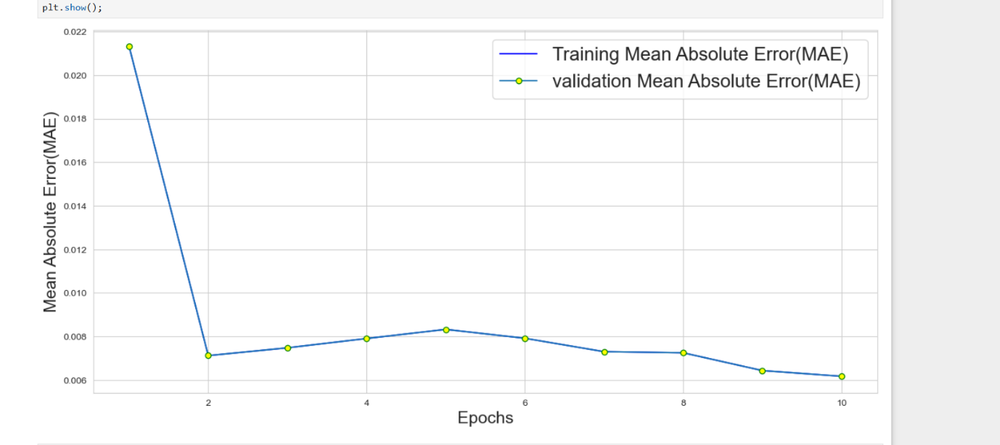 plt.show();
0.022
Training Mean Absolute Error(MAE)
validation Mean Absolute Error(MAE)
0.020
0.018
0.016
0.014
0.012
0.010
0.008
0.006
Mean Absolute Error(MAE)
2 4 6 8 10
Epochs